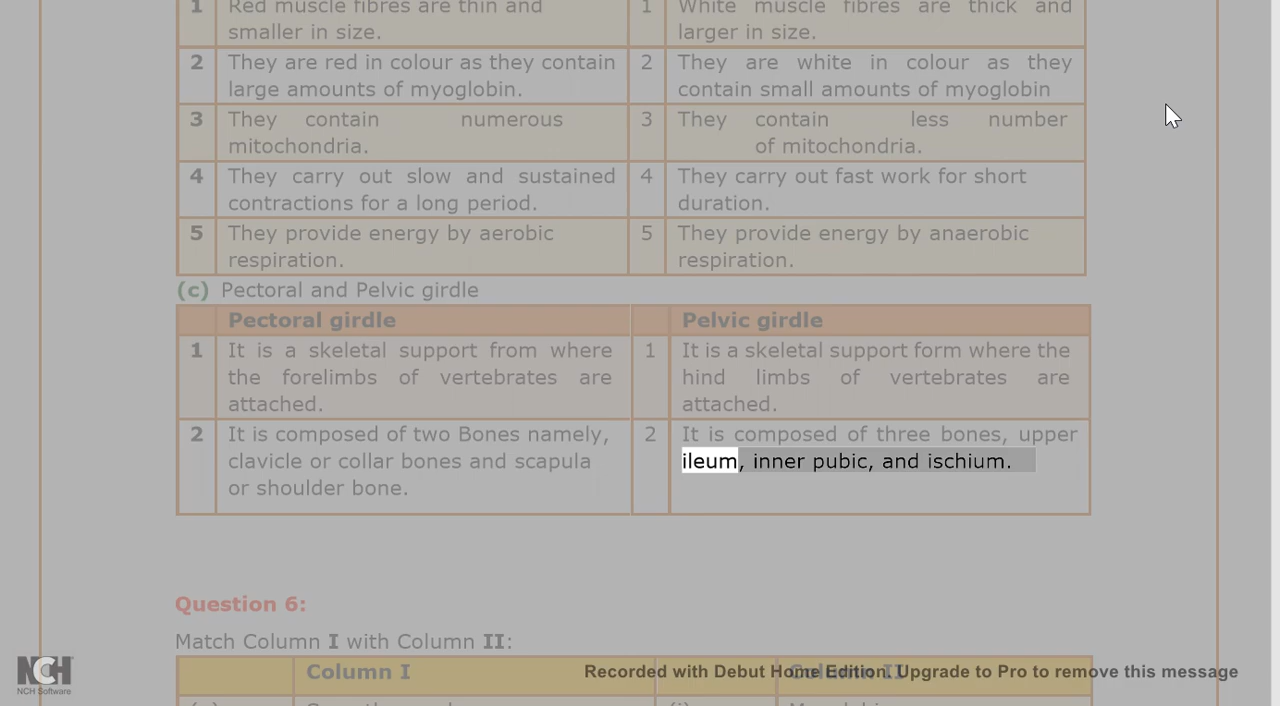 1 Red muscle fibres are thin and 1 White muscle fibres are thick and
smaller in size. larger in size.
2 They are red in colour as they contain 2 They are white in colour as they
large amounts of myoglobin. contain small amounts of myoglobin
3 They contain numerous 3 They contain less number
mitochondria. of mitochondria.
4 They carry out slow and sustained 4 They carry out fast work for short
contractions for a long period. duration.
5 They provide energy by aerobic 5 They provide energy by anaerobic
respiration. respiration.
(c) Pectoral and Pelvic girdle
Pectoral girdle Pelvic girdle
1 It is a skeletal support from where 1 It is a skeletal support form where the
the forelimbs of vertebrates are hind limbs of vertebrates are
attached. attached.
2 It is composed of two Bones namely, 2 It is composed of three bones, upper
clavicle or collar bones and scapula ileum, inner pubic, and ischium.
or shoulder bone.
Question 6:
Match Column I with Column II:
Column I Column II
NCH
NCH Software
Recorded with Debut Home Edition. Upgrade to Pro to remove this message